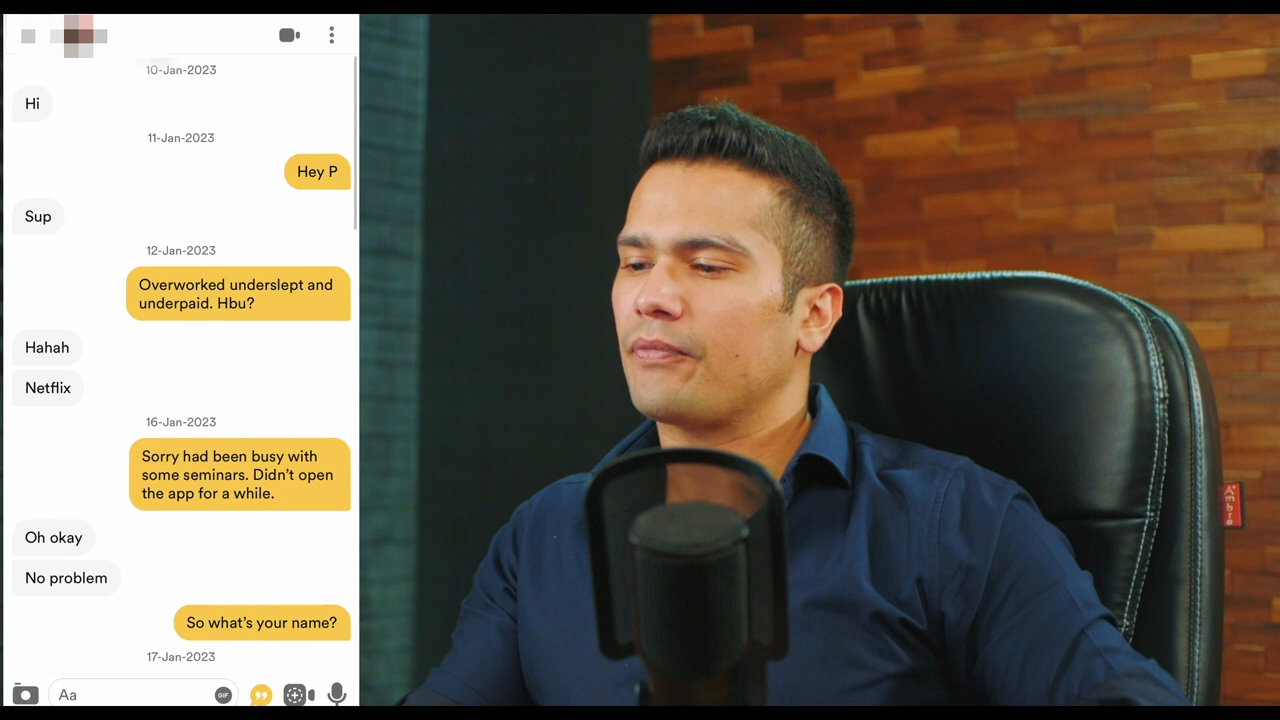 10-Jan-2023
Hi
11-Jan-2023
Hey P
Sup
12-Jan-2023
Overworked underslept and
underpaid. Hbu?
Hahah
Netflix
16-Jan-2023
Sorry had been busy with
some seminars. Didn't open
the app for a while.
Oh okay
No problem
So what's your name?
17-Jan-2023
Aa
GIF
Ambro